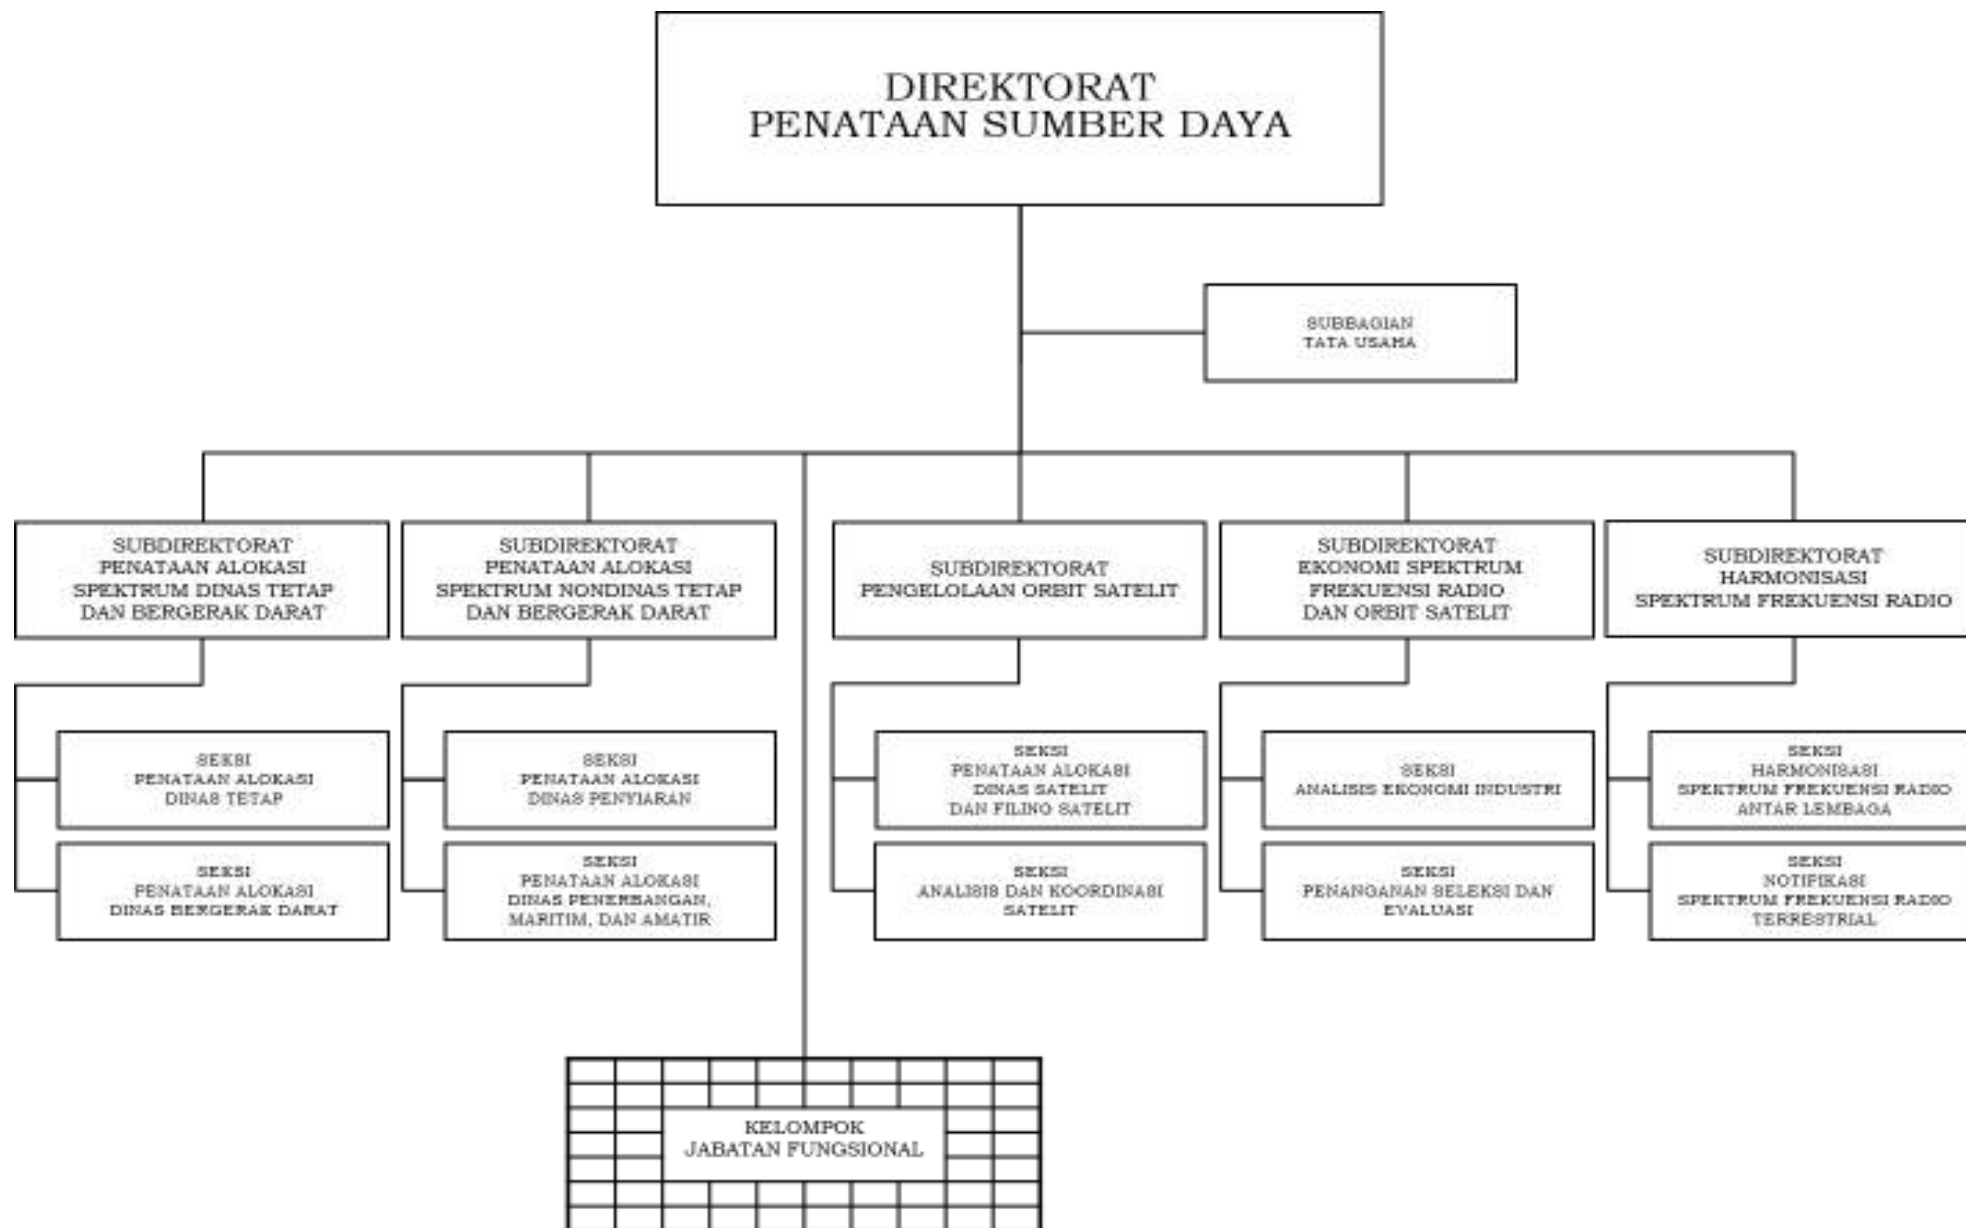 DIREKTORAT
PENATAAN SUMBER DAYA
SUBBAGIAN
TATA USAHA
SUBDIREKTORAT
PENATAAN ALOKASI
SPEKTRUM DINAS TETAP
DAN BERGERAK DARAT
SUBDIREKTORAT
PENATAAN ALOKASI
SPEKTRUM NONDINAS TETAP
DAN BERGERAK DARAT
SUBDIREKTORAT
PENGELOLAAN ORBIT SATELIT
SUBDIREKTORAT
EKONOMI SPEKTRUM
FREKUENSI RADIO
DAN ORBIT SATELIT
SUBDIREKTORAT
HARMONISASI
SPEKTRUM FREKUENSI RADIO
SEKSI
PENATAAN ALOKASI
DINAS TETAP
SEKSI
PENATAAN ALOKASI
DINAS PENYIARAN
SEKSI
PENATAAN ALOKASI
DINAS SATELIT
DAN FILING SATELIT
SEKSI
ANALISIS EKONOMI INDUSTRI
SEKSI
HARMONISASI
SPEKTRUM FREKUENSI RADIO
ANTAR LEMBAGA
SEKSI
PENATAAN ALOKASI
DINAS BERGERAK DARAT
SEKSI
PENATAAN ALOKASI
DINAS PENERBANGAN,
MARITIM, DAN AMATIR
SEKSI
ANALISIS DAN KOORDINASI
SATELIT
SEKSI
PENANGANAN SELEKSI DAN
EVALUASI
SEKSI
NOTIFIKASI
SPEKTRUM FREKUENSI RADIO
TERRESTRIAL
KELOMPOK
JABATAN FUNGSIONAL